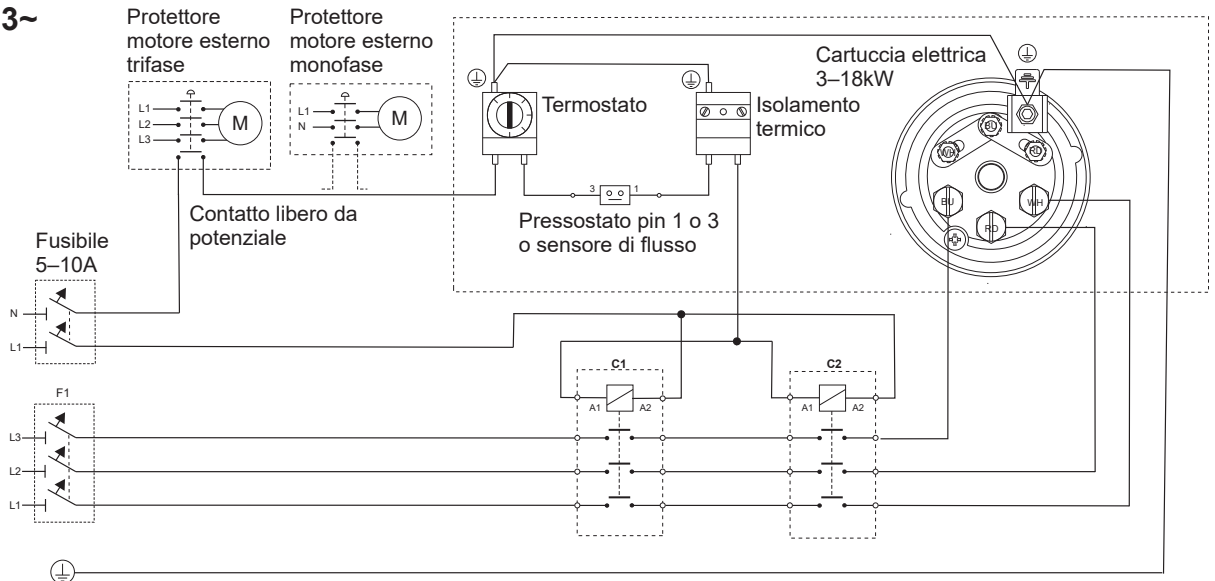 3~
Protettore
motore esterno
trifase
Protettore
motore esterno
monofase
L1
L2
L3
M
L1
N
M
Termostato
Isolamento
termico
Cartuccia elettrica
3–18kW
BU
WH
RD
BU
WH
RD
3
1
Pressostato pin 1 o 3
o sensore di flusso
Contatto libero da
potenziale
Fusibile
5–10A
N
L1
C1
C2
A1
A2
A1
A2
F1
L3
L2
L1